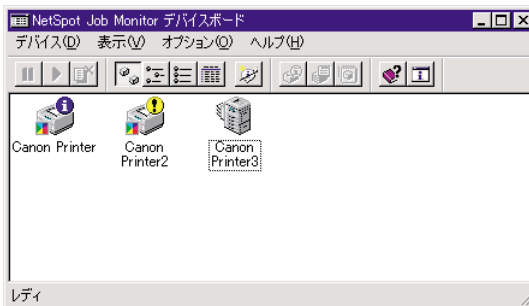 NetSpot Job Monitor デバイスボード
デバイス(D) 表示(V) オプション(O) ヘルプ(H)
Canon Printer
Canon Printer2
Canon Printer3
レディ